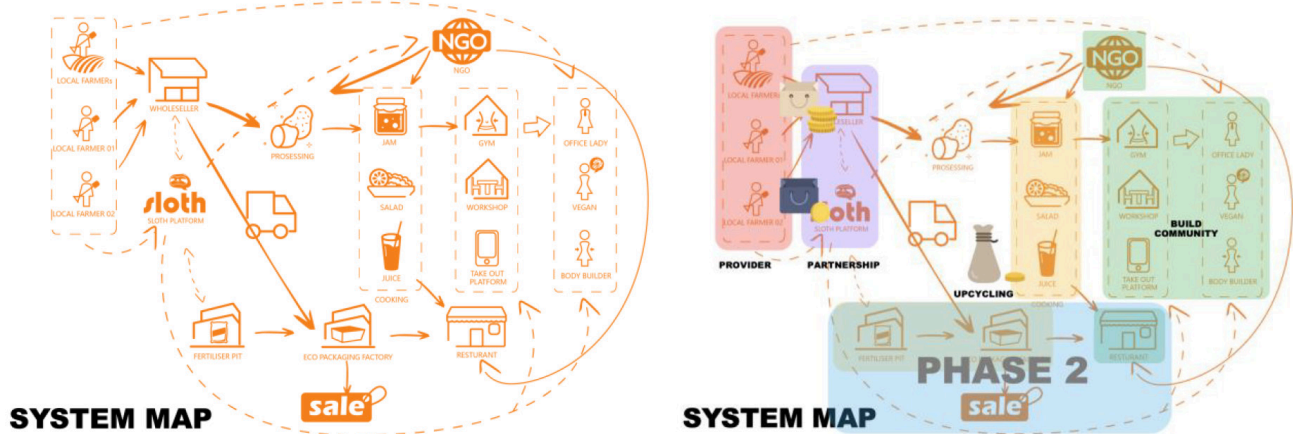 NGO
NGO
LOCAL FARMERs
WHOLESELLER
LOCAL FARMER 01
PROSESSING
JAM
GYM
OFFICE LADY
LOCAL FARMER 02
sloth
SLOTH PLATFORM
SALAD
WORKSHOP
VEGAN
JUICE
TAKE OUT
PLATFORM
BODY BUILDER
COOKING
FERTILISER PIT
ECO PACKAGING FACTORY
RESTURANT
sale
SYSTEM MAP
NGO
NGO
LOCAL FARMERs
ESELLER
LOCAL FARMER 01
PROSESSING
JAM
GYM
OFFICE LADY
LOCAL FARMER 02
oth
SLOTH PLATFORM
SALAD
WORKSHOP
VEGAN
BUILD
COMMUNITY
PROVIDER
PARTNERSHIP
UPCYCLING
JUICE
TAKE OUT
PLATFORM
BODY BUILDER
COOKING
FERTILISER PIT
RESTURANT
PHASE 2
sale
SYSTEM MAP